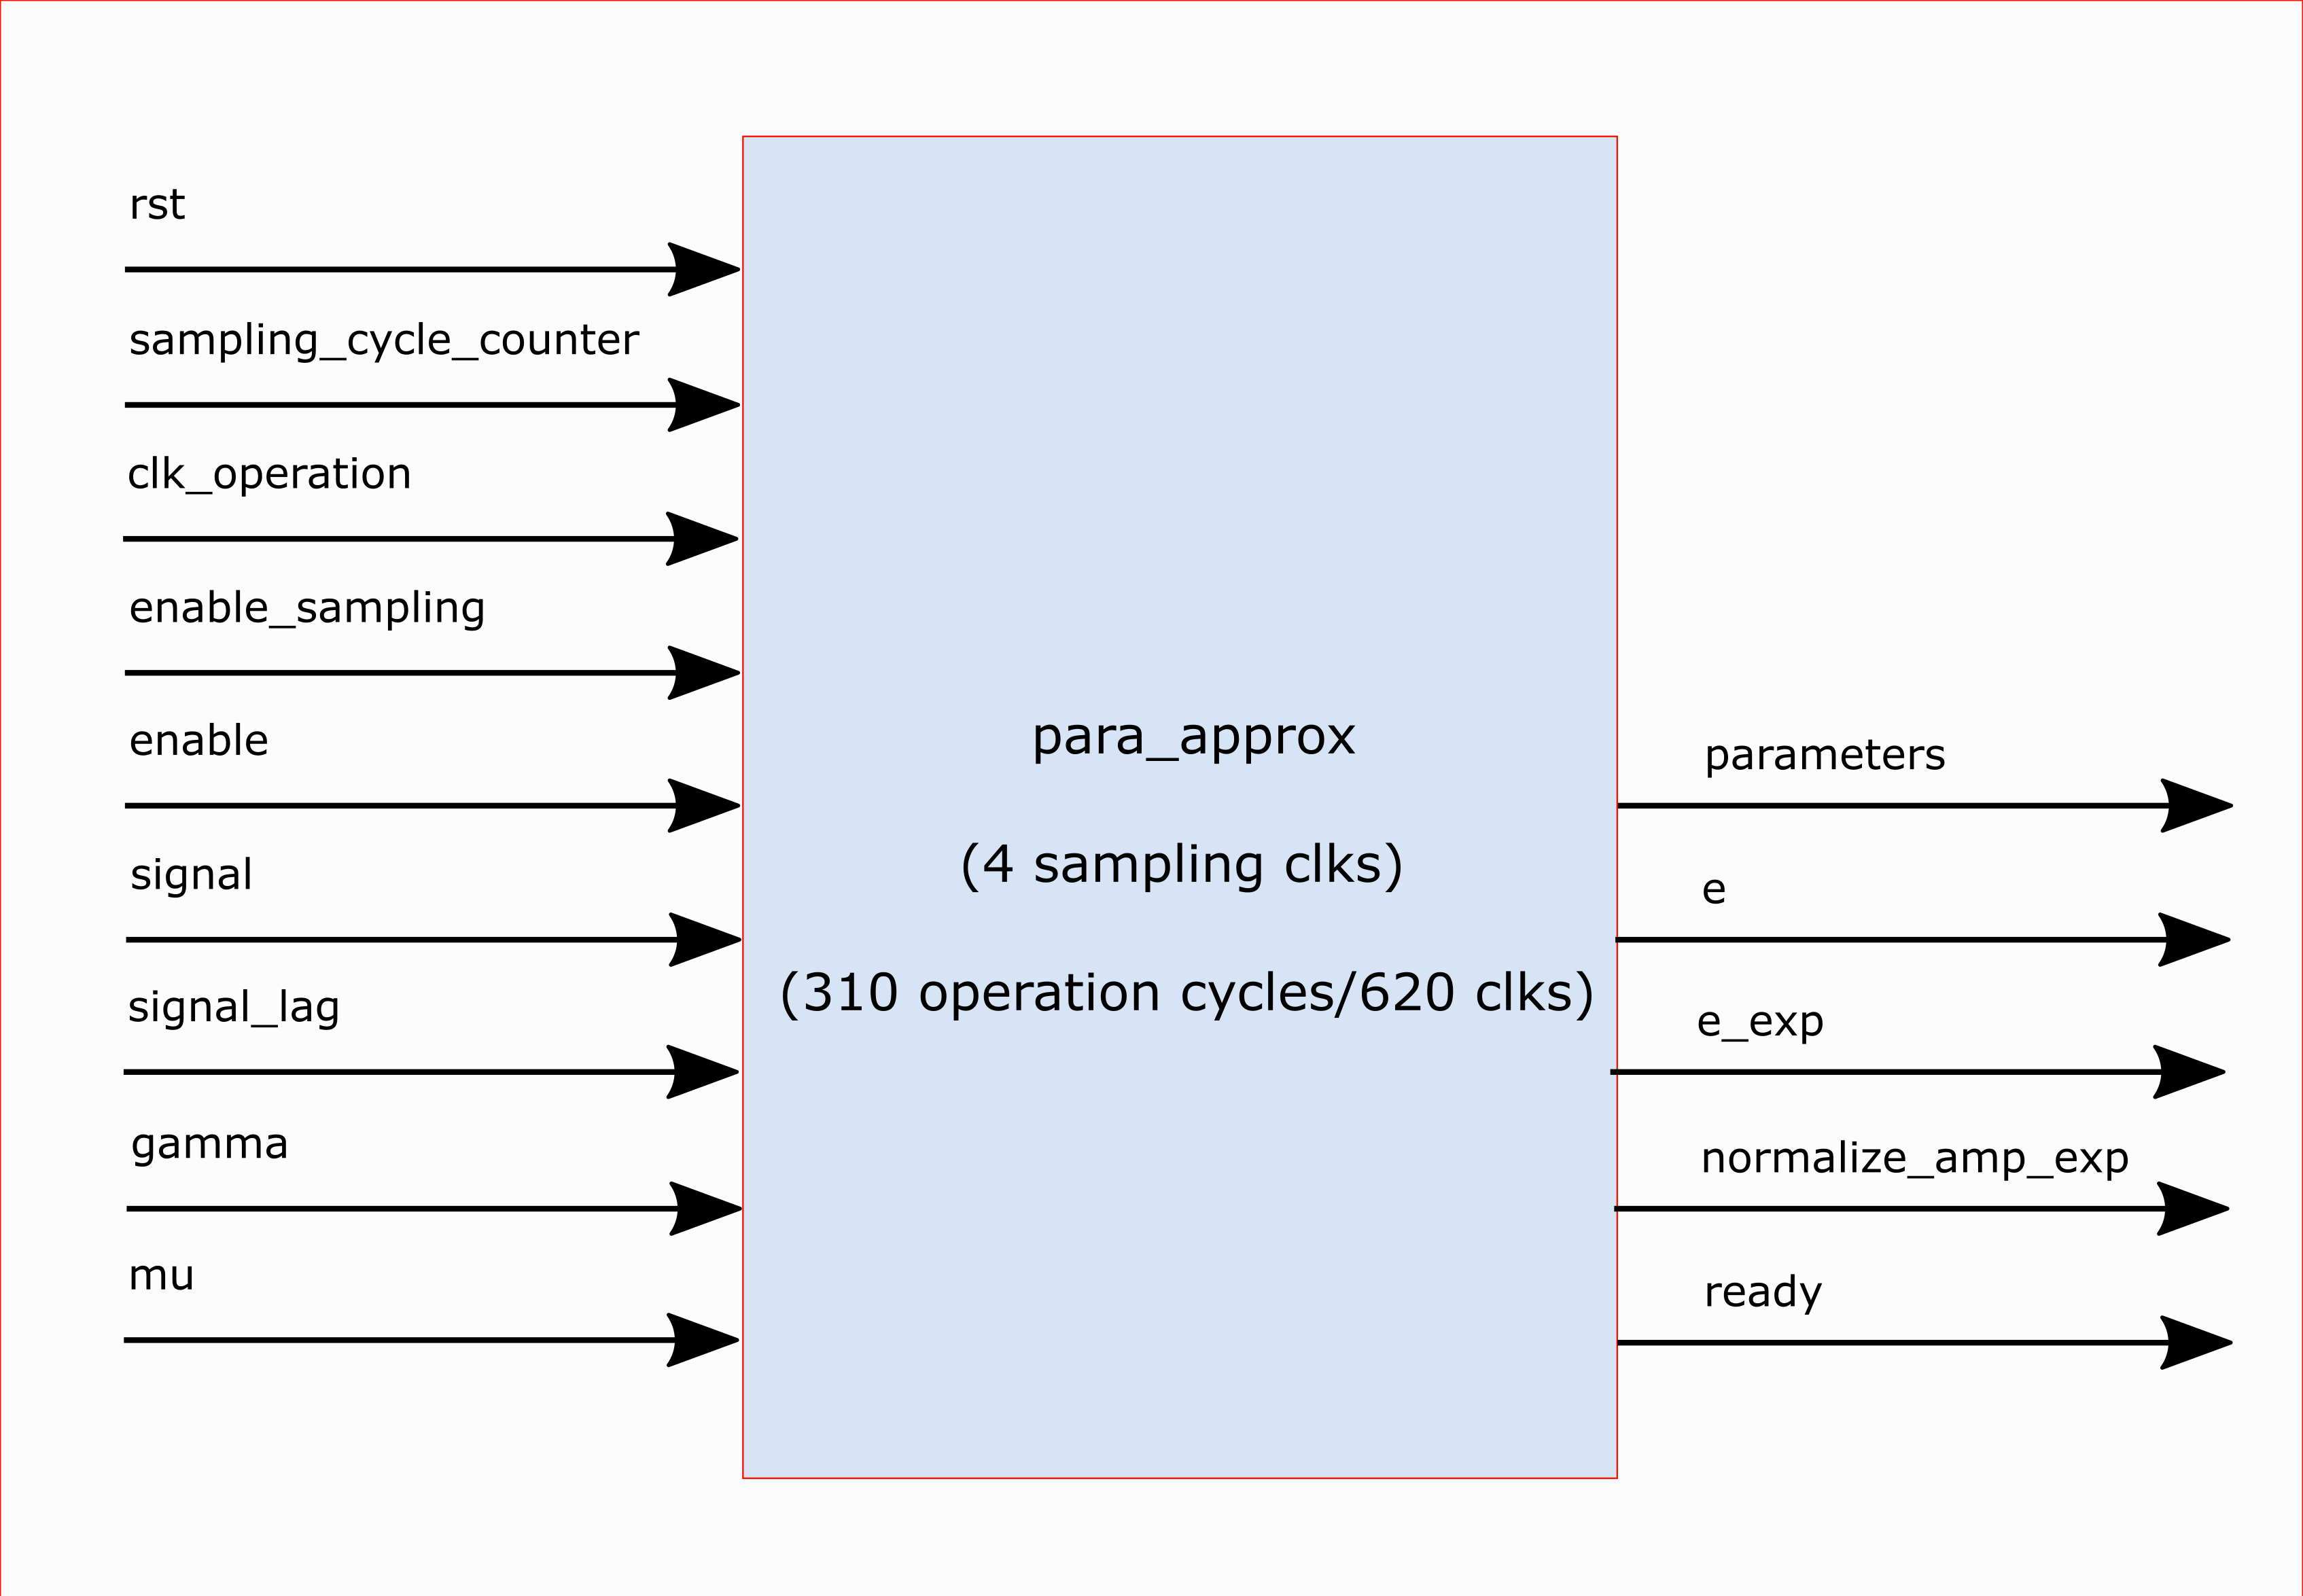 rst
sampling_cycle_counter
clk_operation
enable_sampling
enable
signal
signal_lag
gamma
mu
para_approx
(4 sampling clks)
(310 operation cycles/620 clks)
parameters
e
e_exp
normalize_amp_exp
ready